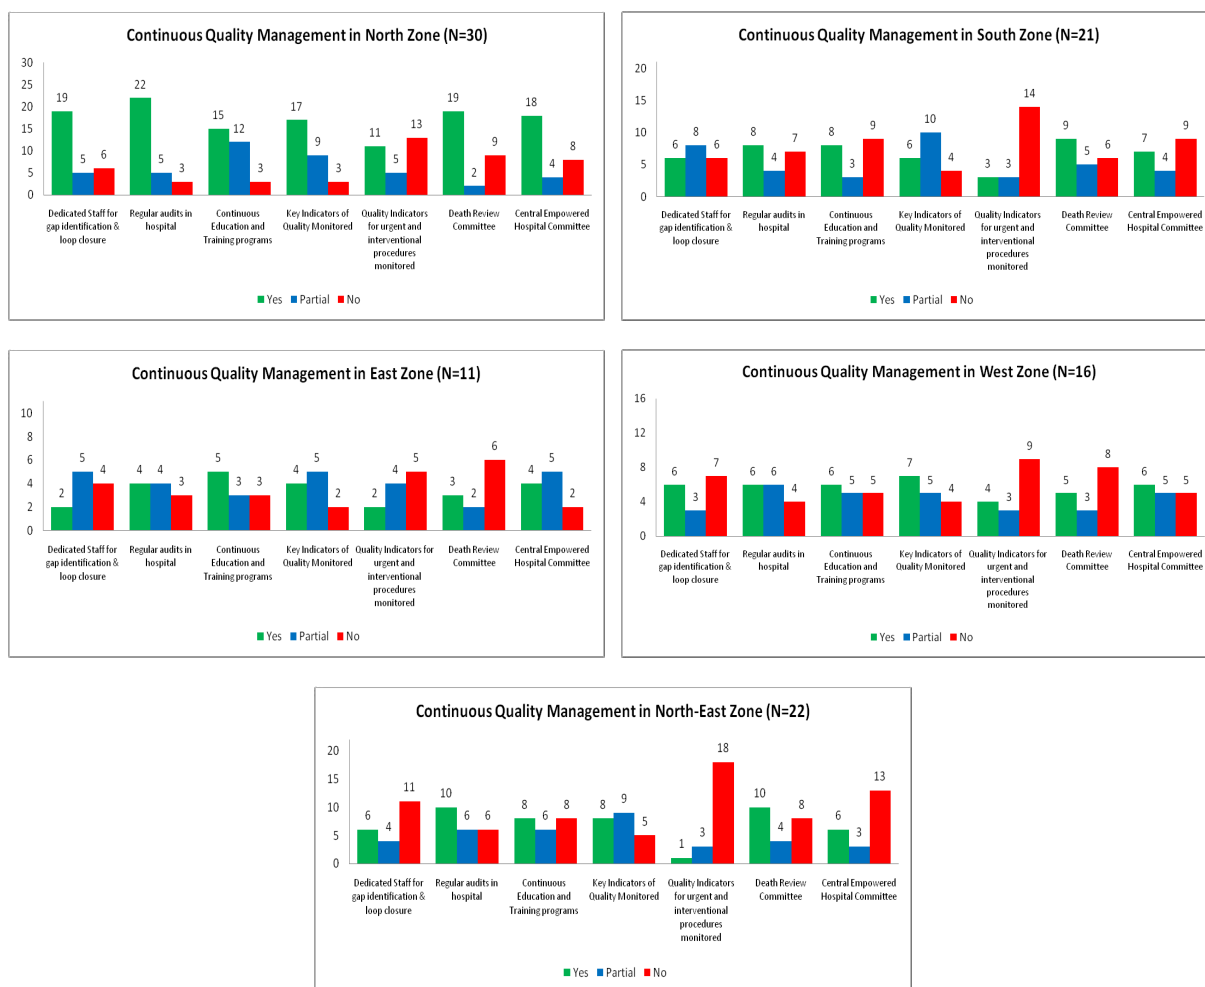 Continuous Quality Management in North Zone (N=30)
30
25
20
15
10
5
0
19 5 6
22 5 3
15 12 3
17 9 3
11 5 13
19 2 9
18 4 8
Dedicated Staff for
gap identification &
loop closure
Regular audits in
hospital
Continuous
Education and
Training programs
Key Indicators of
Quality Monitored
Quality Indicators
for urgent and
interventional
procedures
monitored
Death Review
Committee
Central Empowered
Hospital Committee
Yes Partial No
Continuous Quality Management in South Zone (N=21)
20
15
10
5
0
6 8 6
8 4 7
8 3 9
6 10 4
3 3 14
9 5 6
7 4 9
Dedicated Staff for
gap identification &
loop closure
Regular audits in
hospital
Continuous
Education and
Training programs
Key Indicators of
Quality Monitored
Quality Indicators
for urgent and
interventional
procedures
monitored
Death Review
Committee
Central Empowered
Hospital Committee
Yes Partial No
Continuous Quality Management in East Zone (N=11)
10
8
6
4
2
0
2 5 4
4 4 3
5 3 3
4 5 2
2 4 5
3 2 6
4 5 2
Dedicated Staff for
gap identification &
loop closure
Regular audits in
hospital
Continuous
Education and
Training programs
Key Indicators of
Quality Monitored
Quality Indicators for
urgent and
interventional
procedures
monitored
Death Review
Committee
Central Empowered
Hospital Committee
Yes Partial No
Continuous Quality Management in West Zone (N=16)
16
12
8
4
0
6 3 7
6 6 4
6 5 5
7 5 4
4 3 9
5 3 8
6 5 5
Dedicated Staff for
gap identification &
loop closure
Regular audits in
hospital
Continuous
Education and
Training programs
Key Indicators of
Quality Monitored
Quality Indicators for
urgent and
interventional
procedures
monitored
Death Review
Committee
Central Empowered
Hospital Committee
Yes Partial No
Continuous Quality Management in North-East Zone (N=22)
20
15
10
5
0
6 4 11
10 6 6
8 6 8
8 9 5
1 3 18
10 4 8
6 3 13
Dedicated Staff for
gap identification &
loop closure
Regular audits in
hospital
Continuous
Education and
Training programs
Key Indicators of
Quality Monitored
Quality Indicators
for urgent and
interventional
procedures
monitored
Death Review
Committee
Central Empowered
Hospital Committee
Yes Partial No